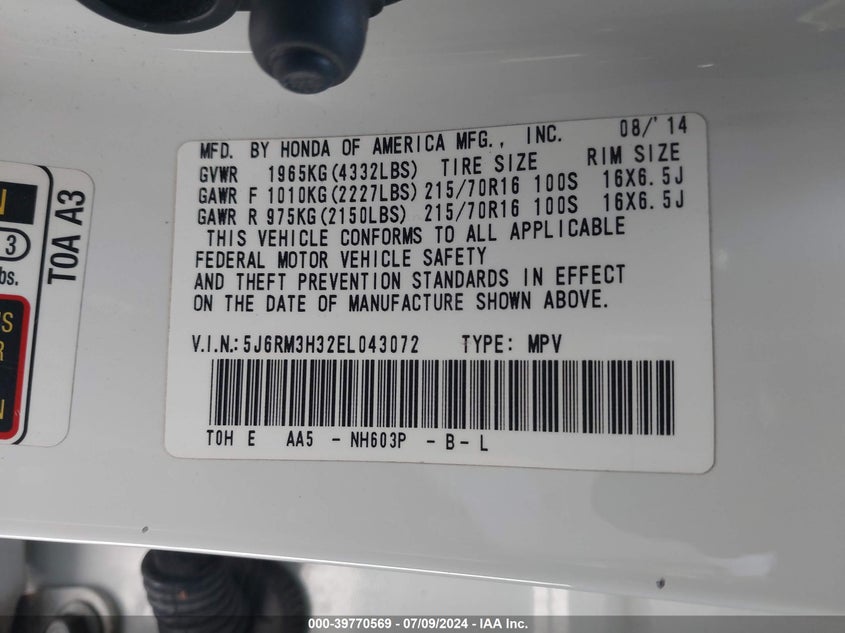 MFD. BY HONDA OF AMERICA MFG., INC. 08/'14
GVWR 1965KG(4332LBS) TIRE SIZE RIM SIZE
GAWR F 1010KG(2227LBS) 215/70R16 100S 16X6.5J
GAWR R 975KG(2150LBS) 215/70R16 100S 16X6.5J
THIS VEHICLE CONFORMS TO ALL APPLICABLE
FEDERAL MOTOR VEHICLE SAFETY
AND THEFT PREVENTION STANDARDS IN EFFECT
ON THE DATE OF MANUFACTURE SHOWN ABOVE.
V.I.N.: 5J6RM3H32EL043072 TYPE: MPV
T0H E AA5 - NH603P - B - L
N
3
bs.
T0A A3
S
R
N
000-39770569 - 07/09/2024 - IAA Inc.